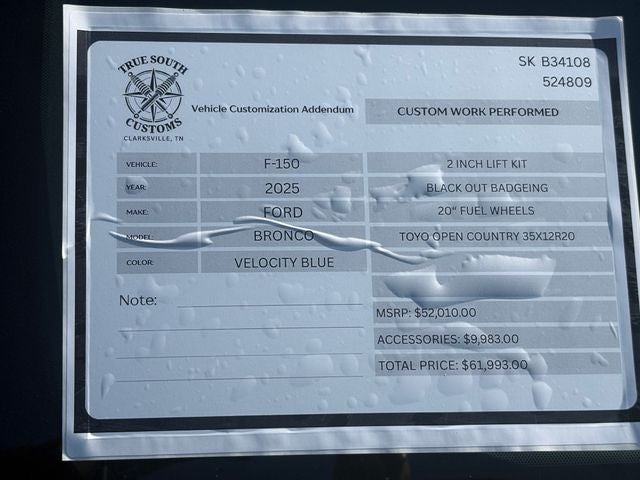 TRUE SOUTH
CUSTOMS
CLARKSVILLE, TN
Vehicle Customization Addendum
SK B34108
524809
CUSTOM WORK PERFORMED
VEHICLE: F-150
YEAR: 2025
MAKE: FORD
MODEL: BRONCO
COLOR: VELOCITY BLUE
2 INCH LIFT KIT
BLACK OUT BADGEING
20" FUEL WHEELS
TOYO OPEN COUNTRY 35X12R20
Note:
MSRP: $52,010.00
ACCESSORIES: $9,983.00
TOTAL PRICE: $61,993.00